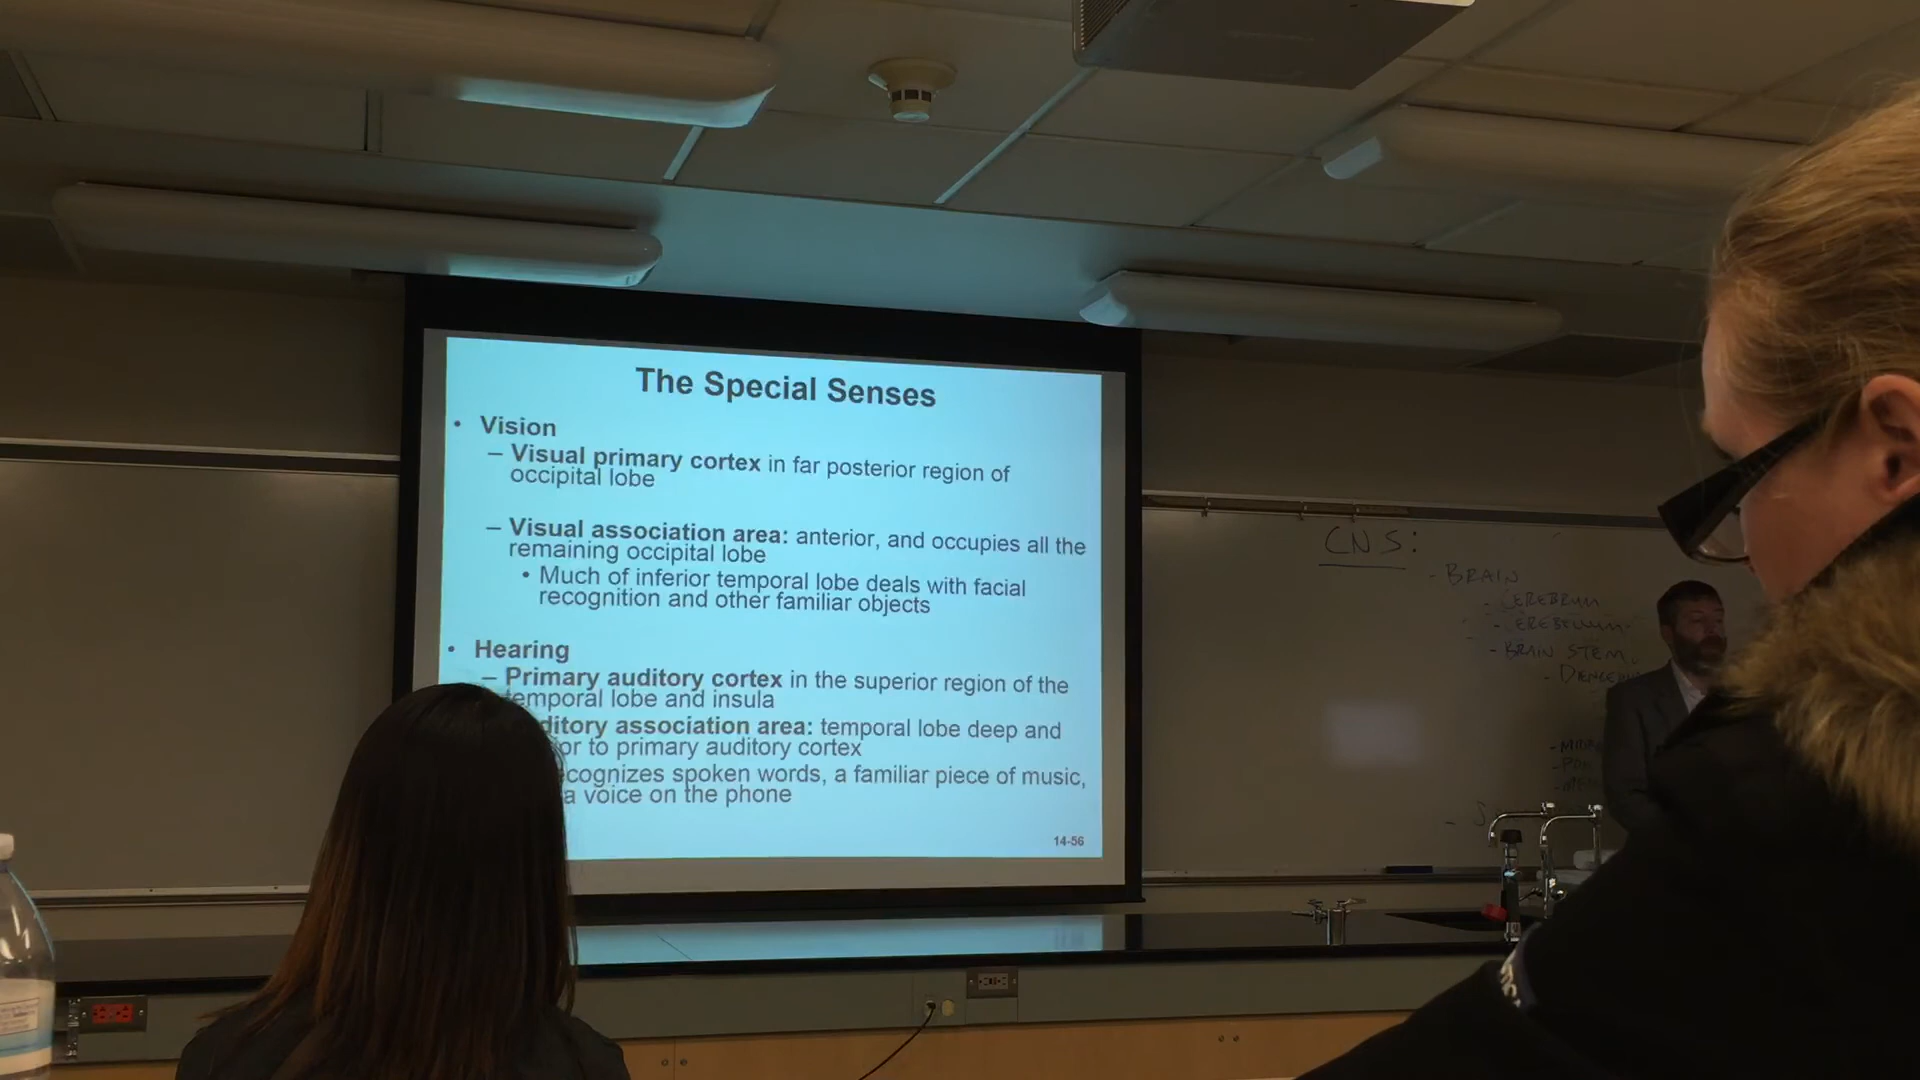 The Special Senses
• Vision
– Visual primary cortex in far posterior region of
occipital lobe
– Visual association area: anterior, and occupies all the
remaining occipital lobe
• Much of inferior temporal lobe deals with facial
recognition and other familiar objects
• Hearing
– Primary auditory cortex in the superior region of the
temporal lobe and insula
ditory association area: temporal lobe deep and
or to primary auditory cortex
cognizes spoken words, a familiar piece of music,
a voice on the phone
14-56
CNS:
- BRAIN
- CEREBRUM
- CEREBELLUM
- BRAIN STEM